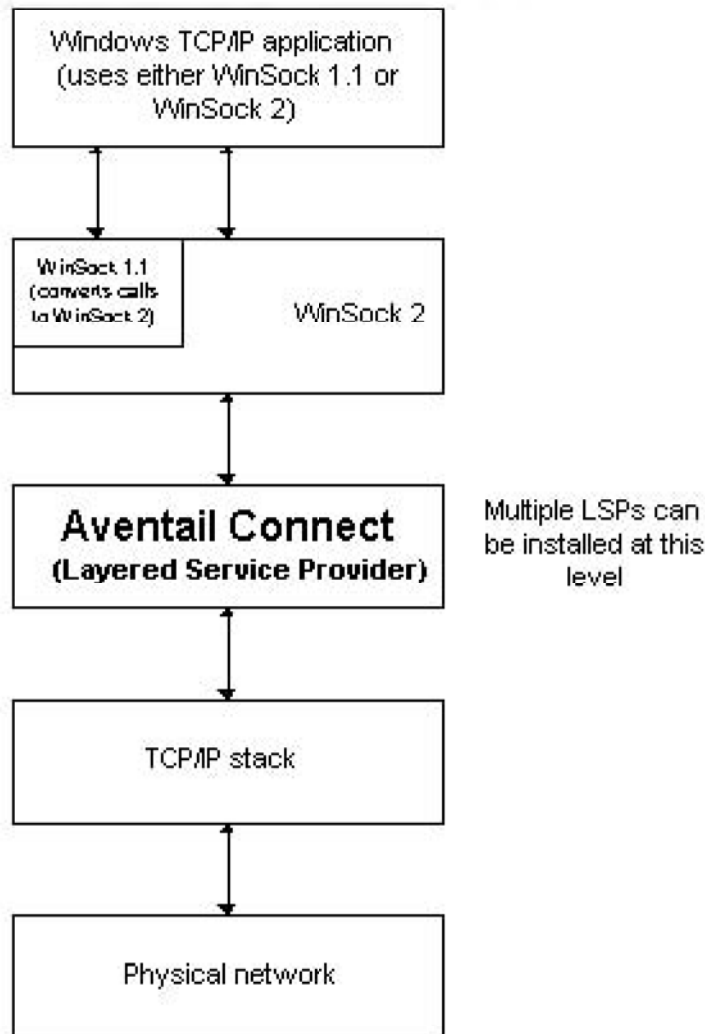 Windows TCP/IP application
(uses either WinSock 1.1 or
WinSock 2)
WinSock 1.1
(converts calls
to WinSock 2)
WinSock 2
Aventail Connect
(Layered Service Provider)
Multiple LSPs can
be installed at this
level
TCP/IP stack
Physical network